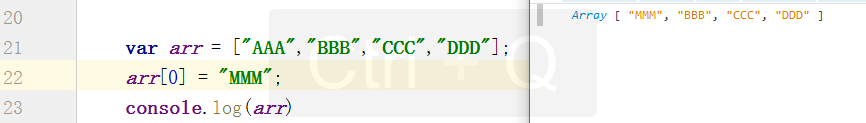 20
21 var arr = ["AAA","BBB","CCC","DDD"];
22 arr[0] = "MMM";
23 console.log(arr)
Ctrl + Q
Array [ "MMM", "BBB", "CCC", "DDD" ]